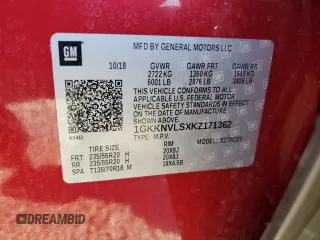 GM
MFD BY GENERAL MOTORS LLC
10/18 GVWR GAWR FRT GAWR RR
2722 KG 1350 KG 1545 KG
6001 LB 2976 LB 3406 LB
THIS VEHICLE CONFORMS TO ALL APPLICABLE U.S. FEDERAL MOTOR
VEHICLE SAFETY STANDARDS IN EFFECT ON THE DATE OF
MANUFACTURE SHOWN ABOVE.
1GKKNVLSXKZ171362
TYPE: M.P.V.
TIRE SIZE RIM
FRT 235/55R20 H 20X8J
RR 235/55R20 H 20X8J
SPA T135/70R18 M 18X4.5B
DREAMBID